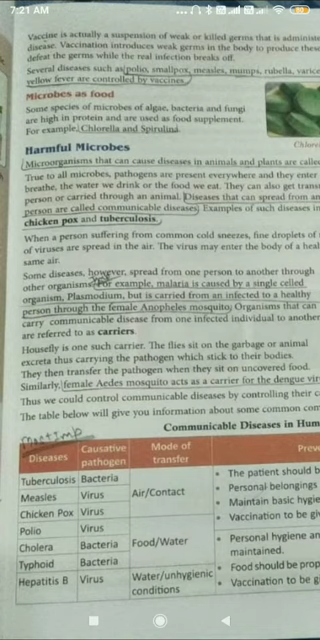 7:21 AM
Vaccine is actually a suspension of weak or killed germs that is administe
disease. Vaccination introduces weak germs in the body to produce these
defeat the germs while the real infection breaks off.
Several diseases such as polio, smallpox, measles, mumps, rubella, varice
yellow fever are controlled by vaccines.
Microbes as food
Some species of microbes of algae, bacteria and fungi
are high in protein and are used as food supplement.
For example, Chlorella and Spirulina.
Chlore
Harmful Microbes
Microorganisms that can cause diseases in animals and plants are called
True to all microbes, pathogens are present everywhere and they enter
breathe, the water we drink or the food we eat. They can also get trans
person or carried through an animal. Diseases that can spread from an
person are called communicable diseases. Examples of such diseases in
chicken pox and tuberculosis.
When a person suffering from common cold sneezes, fine droplets of
of viruses are spread in the air. The virus may enter the body of a heal
same air.
Some diseases, however, spread from one person to another through
other organisms. For example, malaria is caused by a single celled
organism, Plasmodium, but is carried from an infected to a healthy
person through the female Anopheles mosquito. Organisms that can
carry communicable disease from one infected individual to another
are referred to as carriers.
Housefly is one such carrier. The flies sit on the garbage or animal
excreta thus carrying the pathogen which stick to their bodies.
They then transfer the pathogen when they sit on uncovered food.
Similarly, female Aedes mosquito acts as a carrier for the dengue vir
Thus we could control communicable diseases by controlling their c
The table below will give you information about some common com
Communicable Diseases in Hum
Diseases Causative pathogen Mode of transfer Preve
Tuberculosis Bacteria Air/Contact • The patient should b
Measles Virus • Personal belongings
Chicken Pox Virus • Maintain basic hygie
• Vaccination to be giv
Polio Virus Food/Water
Cholera Bacteria • Personal hygiene an
maintained.
Typhoid Bacteria • Food should be prop
Hepatitis B Virus Water/unhygienic conditions • Vaccination to be g